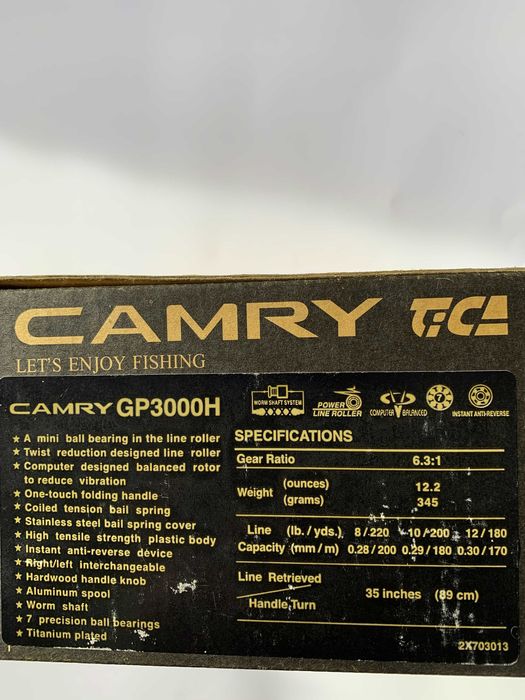 CAMRY TiCA
LET'S ENJOY FISHING
CAMRY GP3000H
★ A mini ball bearing in the line roller
★ Twist reduction designed line roller
★ Computer designed balanced rotor
to reduce vibration
★ One-touch folding handle
★ Coiled tension bail spring
★ Stainless steel bail spring cover
★ High tensile strength plastic body
★ Instant anti-reverse device
★ Right/left interchangeable
★ Hardwood handle knob
★ Aluminum spool
★ Worm shaft
★ 7 precision ball bearings
★ Titanium plated
WORM SHAFT SYSTEM
POWER
LINE ROLLER
COMPUTER BALANCED
7
INSTANT ANTI-REVERSE
SPECIFICATIONS
Gear Ratio 6.3:1
Weight (ounces) 12.2
(grams) 345
Line (lb. / yds.) 8 / 220 10 / 200 12 / 180
Capacity (mm / m) 0.28 / 200 0.29 / 180 0.30 / 170
Line Retrieved
Handle Turn
35 inches (89 cm)
2X703013